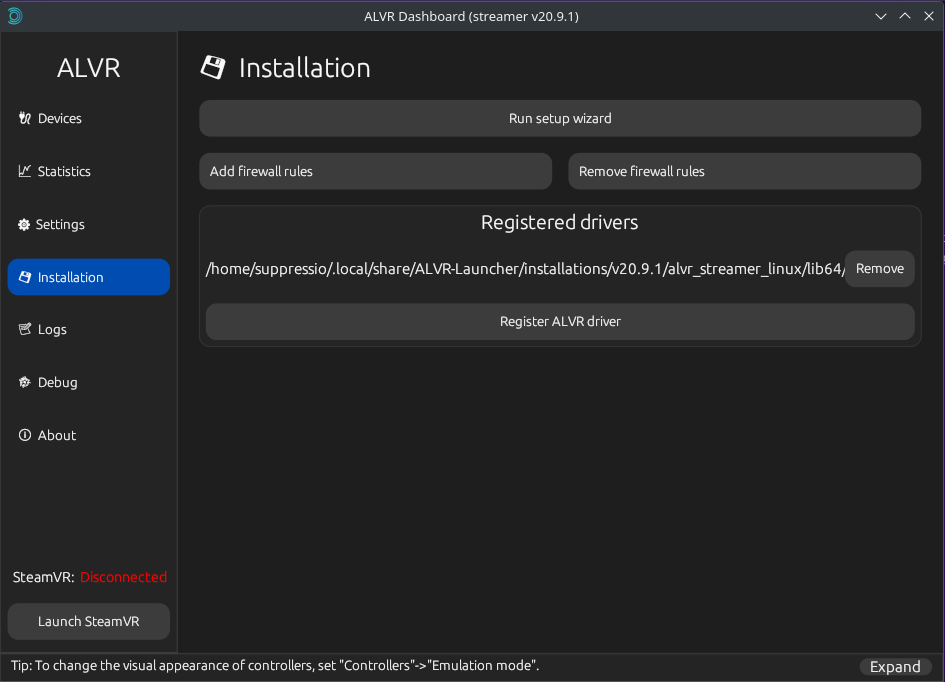 ALVR Dashboard (streamer v20.9.1)
ALVR
Devices
Statistics
Settings
Installation
Logs
Debug
About
SteamVR: Disconnected
Launch SteamVR
Installation
Run setup wizard
Add firewall rules
Remove firewall rules
Registered drivers
/home/suppressio/.local/share/ALVR-Launcher/installations/v20.9.1/alvr_streamer_linux/lib64/
Remove
Register ALVR driver
Tip: To change the visual appearance of controllers, set "Controllers"->"Emulation mode".
Expand